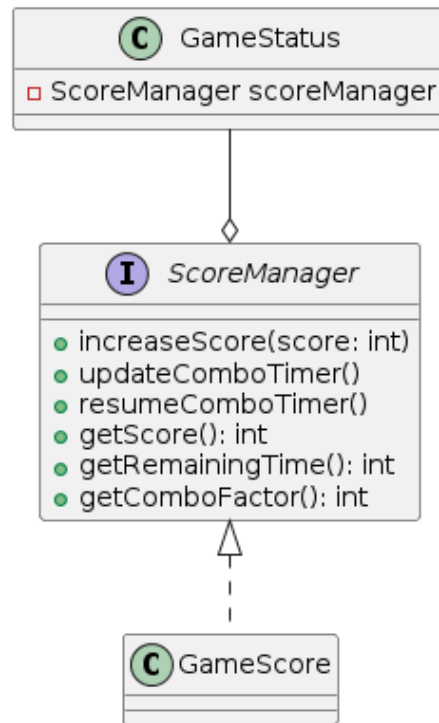 C GameStatus
ScoreManager scoreManager
I ScoreManager
increaseScore(score: int)
updateComboTimer()
resumeComboTimer()
getScore(): int
getRemainingTime(): int
getComboFactor(): int
C GameScore